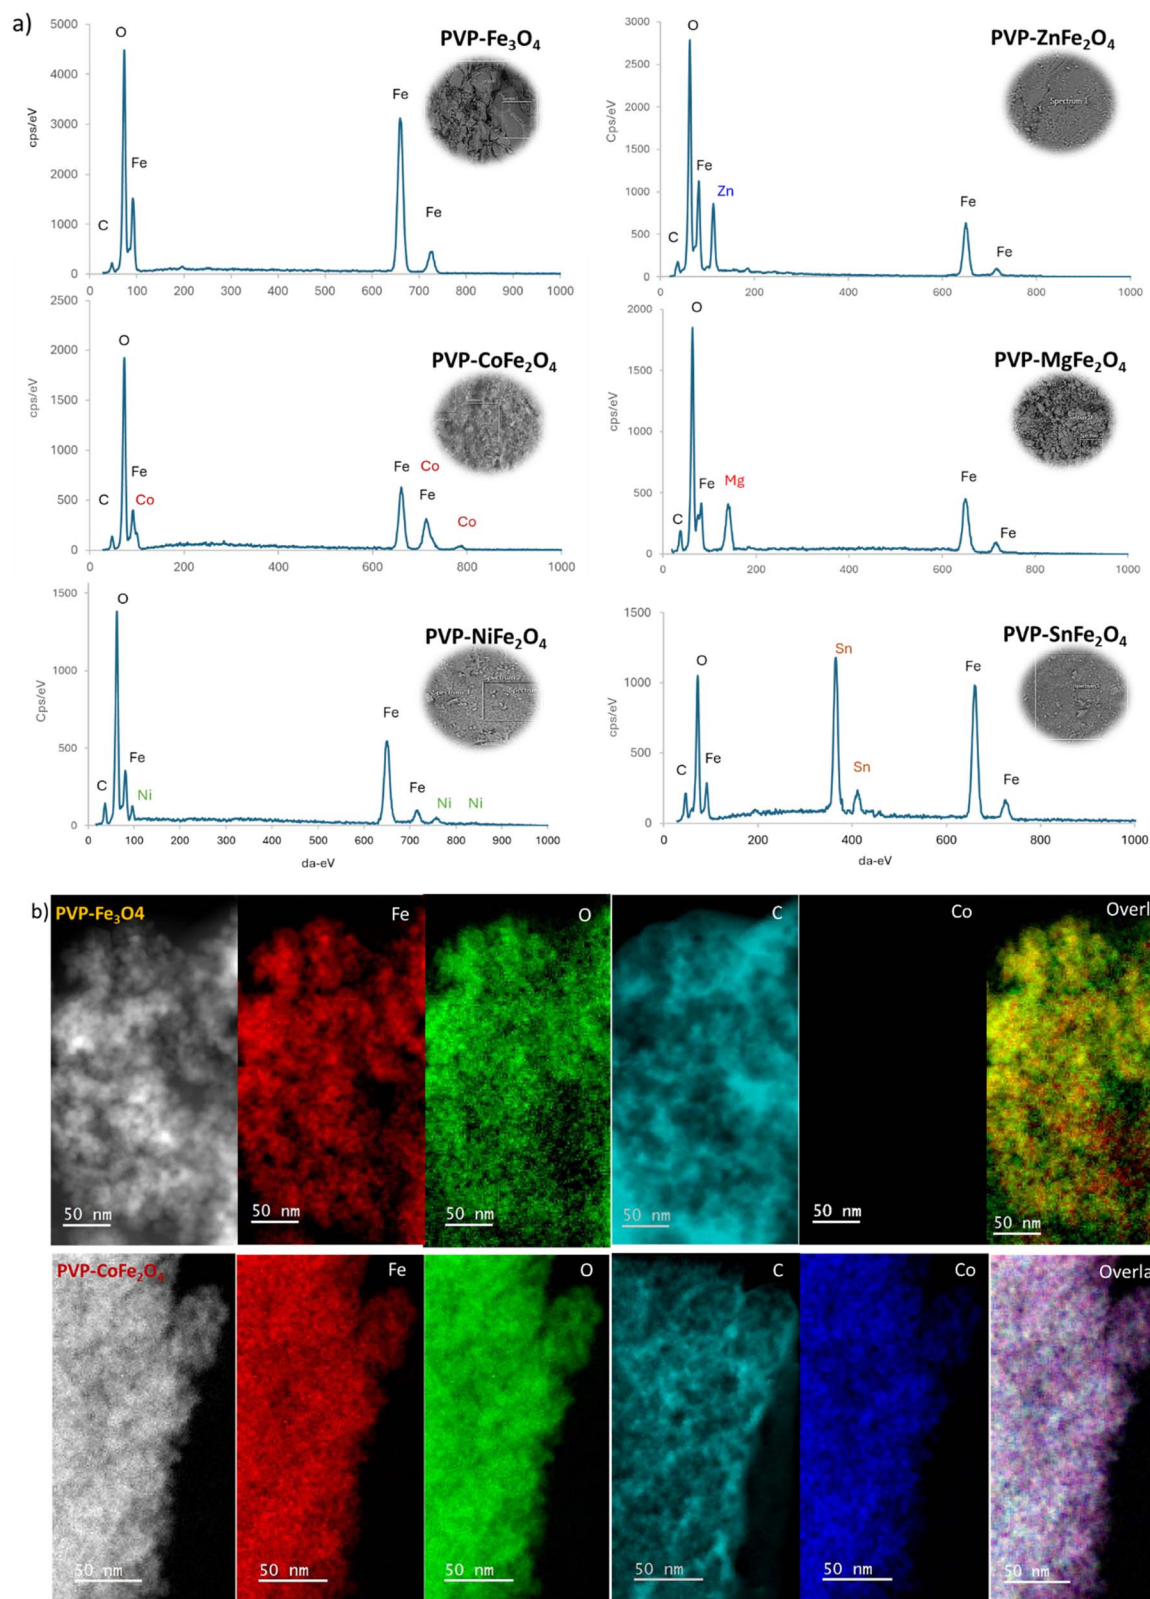 a)
PVP-Fe₃O₄
cps/eV
5000
4000
3000
2000
1000
0
O
Fe
C
Fe
Fe
0 100 200 300 400 500 600 700 800 900 1000
PVP-ZnFe₂O₄
Spectrum 1
Cps/eV
3000
2500
3000
1500
1000
500
0
O
Fe
Zn
C
Fe
Fe
0 200 400 600 800 1000
PVP-CoFe₂O₄
cps/eV
2500
2000
1500
1000
500
0
O
Fe
C
Co
Fe
Co
Fe
Co
0 200 400 600 800 1000
PVP-MgFe₂O₄
cps/eV
2000
1500
1000
500
0
O
Fe
Mg
C
Fe
Fe
0 200 400 600 800 1000
PVP-NiFe₂O₄
Cps/eV
1500
1000
500
0
O
Fe
C
Ni
Fe
Fe
Ni
Ni
0 100 200 300 400 500 600 700 800 900 1000
da-eV
PVP-SnFe₂O₄
Cps/eV
1500
1000
500
0
O
C
Fe
Sn
Sn
Fe
Fe
0 200 400 600 800 1000
da-eV
b)
PVP-Fe₃O4
Fe
O
C
Co
Overl
50 nm
50 nm
50 nm
50 nm
50 nm
50 nm
PVP-CoFe₂O₄
Fe
O
C
Co
Overla
50 nm
50 nm
50 nm
50 nm
50 nm
50 nm